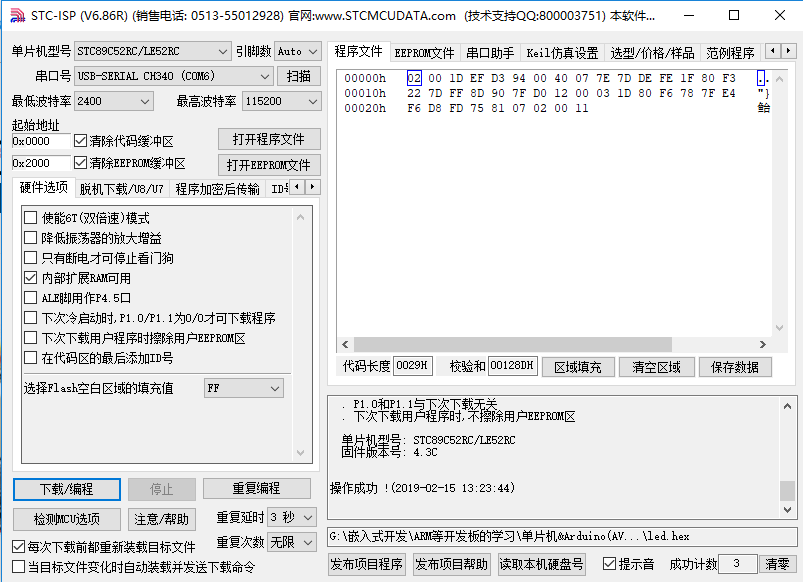 STC-ISP (V6.86R) (销售电话: 0513-55012928) 官网:www.STCMCUDATA.com (技术支持QQ:800003751) 本软件...
单片机型号 STC89C52RC/LE52RC 引脚数 Auto
串口号 USB-SERIAL CH340 (COM6) 扫描
最低波特率 2400 最高波特率 115200
起始地址
0x0000 清除代码缓冲区 打开程序文件
0x2000 清除EEPROM缓冲区 打开EEPROM文件
硬件选项 脱机下载/U8/U7 程序加密后传输 ID号
使能6T(双倍速)模式
降低振荡器的放大增益
只有断电才可停止看门狗
内部扩展RAM可用
ALE脚用作P4.5口
下次冷启动时,P1.0/P1.1为0/0才可下载程序
下次下载用户程序时擦除用户EEPROM区
在代码区的最后添加ID号
选择Flash空白区域的填充值 FF
下载/编程 停止 重复编程
检测MCU选项 注意/帮助 重复延时 3 秒
重复次数 无限
每次下载前都重新装载目标文件
当目标文件变化时自动装载并发送下载命令
程序文件 EEPROM文件 串口助手 Keil仿真设置 选型/价格/样品 范例程序
00000h 02 00 1D EF D3 94 00 40 07 7E 7D DE FE 1F 80 F3 ..
00010h 22 7D FF 8D 90 7F D0 12 00 03 1D 80 F6 78 7F E4 "}
00020h F6 D8 FD 75 81 07 02 00 11
代码长度 0029H 校验和 00128DH 区域填充 清空区域 保存数据
. P1.0和P1.1与下次下载无关
. 下次下载用户程序时,不擦除用户EEPROM区
单片机型号: STC89C52RC/LE52RC
固件版本号: 4.3C
操作成功 !(2019-02-15 13:23:44)
G:\嵌入式开发\ARM等开发板的学习\单片机&Arduino(AV...\led.hex
发布项目程序 发布项目帮助 读取本机硬盘号 提示音 成功计数 3 清零